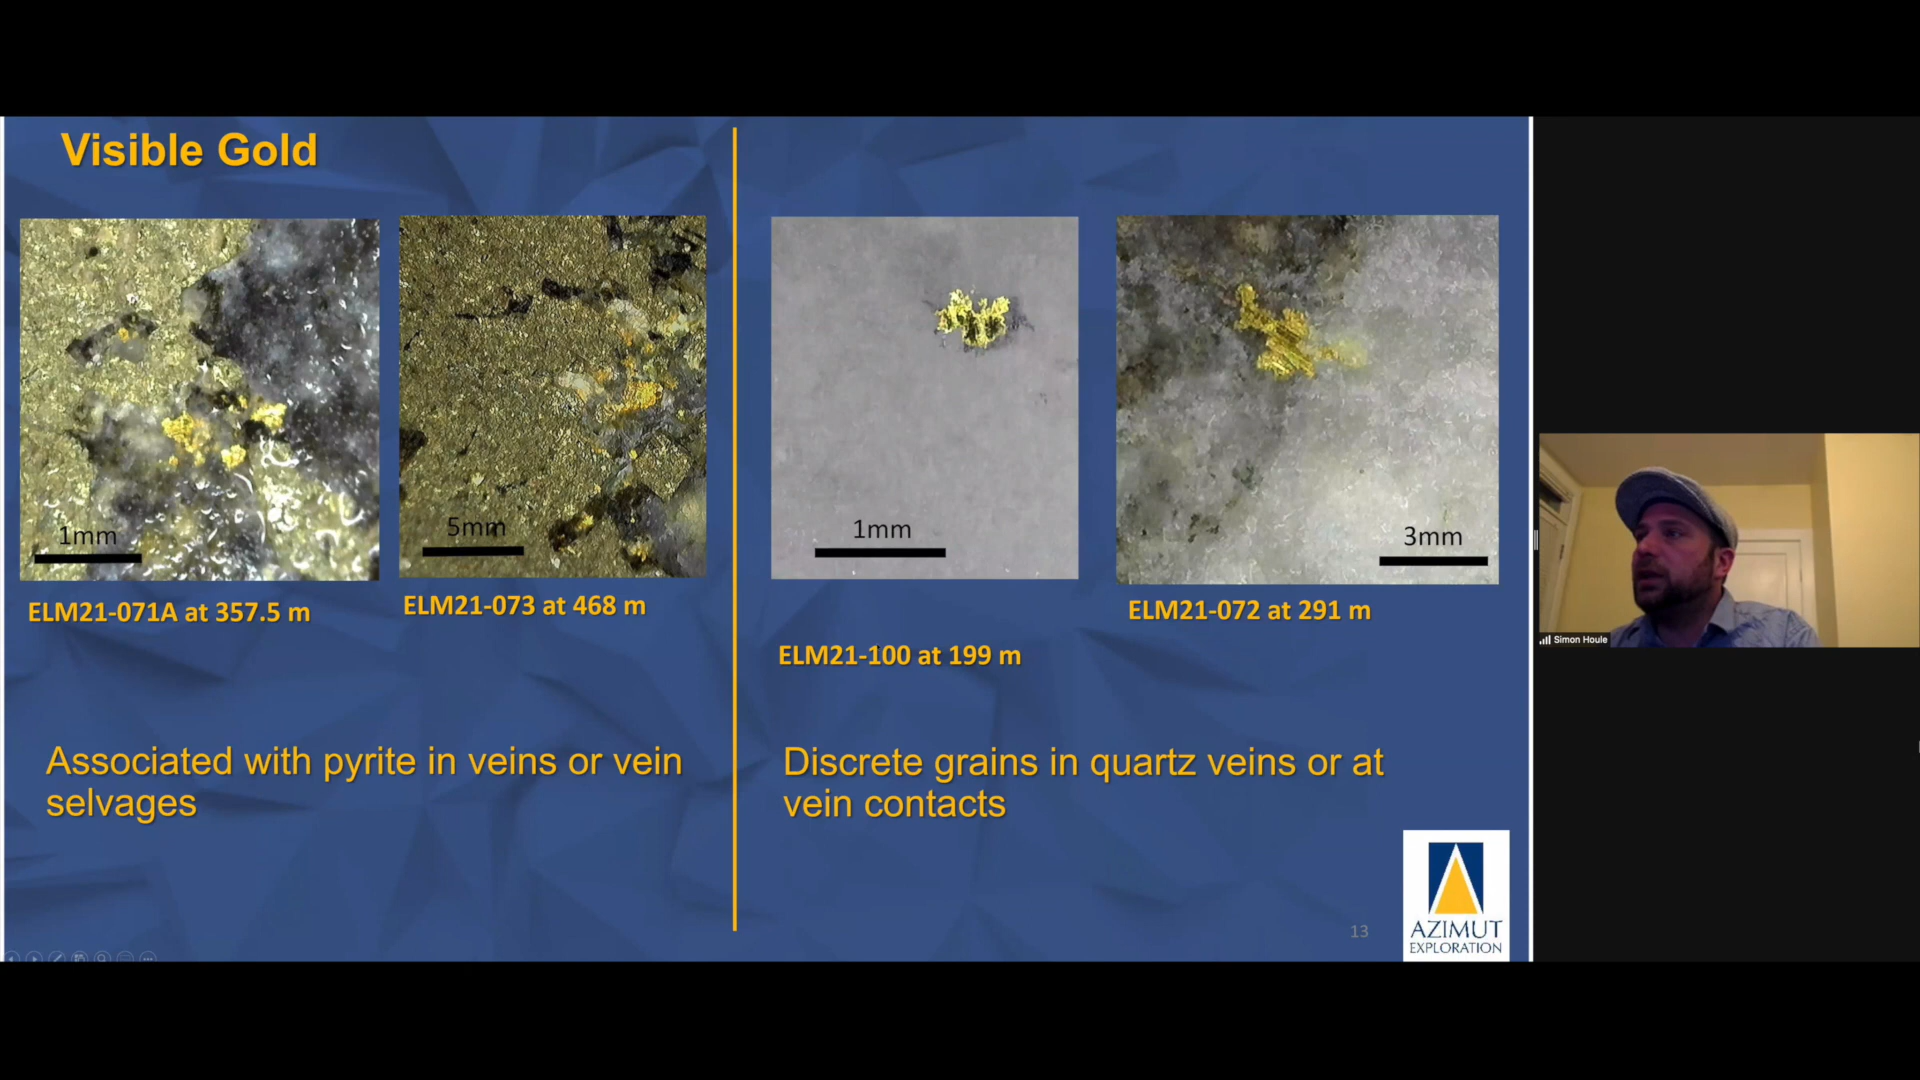 Visible Gold
1mm
5mm
ELM21-071A at 357.5 m
ELM21-073 at 468 m
Associated with pyrite in veins or vein
selvages
1mm
3mm
ELM21-100 at 199 m
ELM21-072 at 291 m
Discrete grains in quartz veins or at
vein contacts
13
AZIMUT
EXPLORATION
Simon Houle